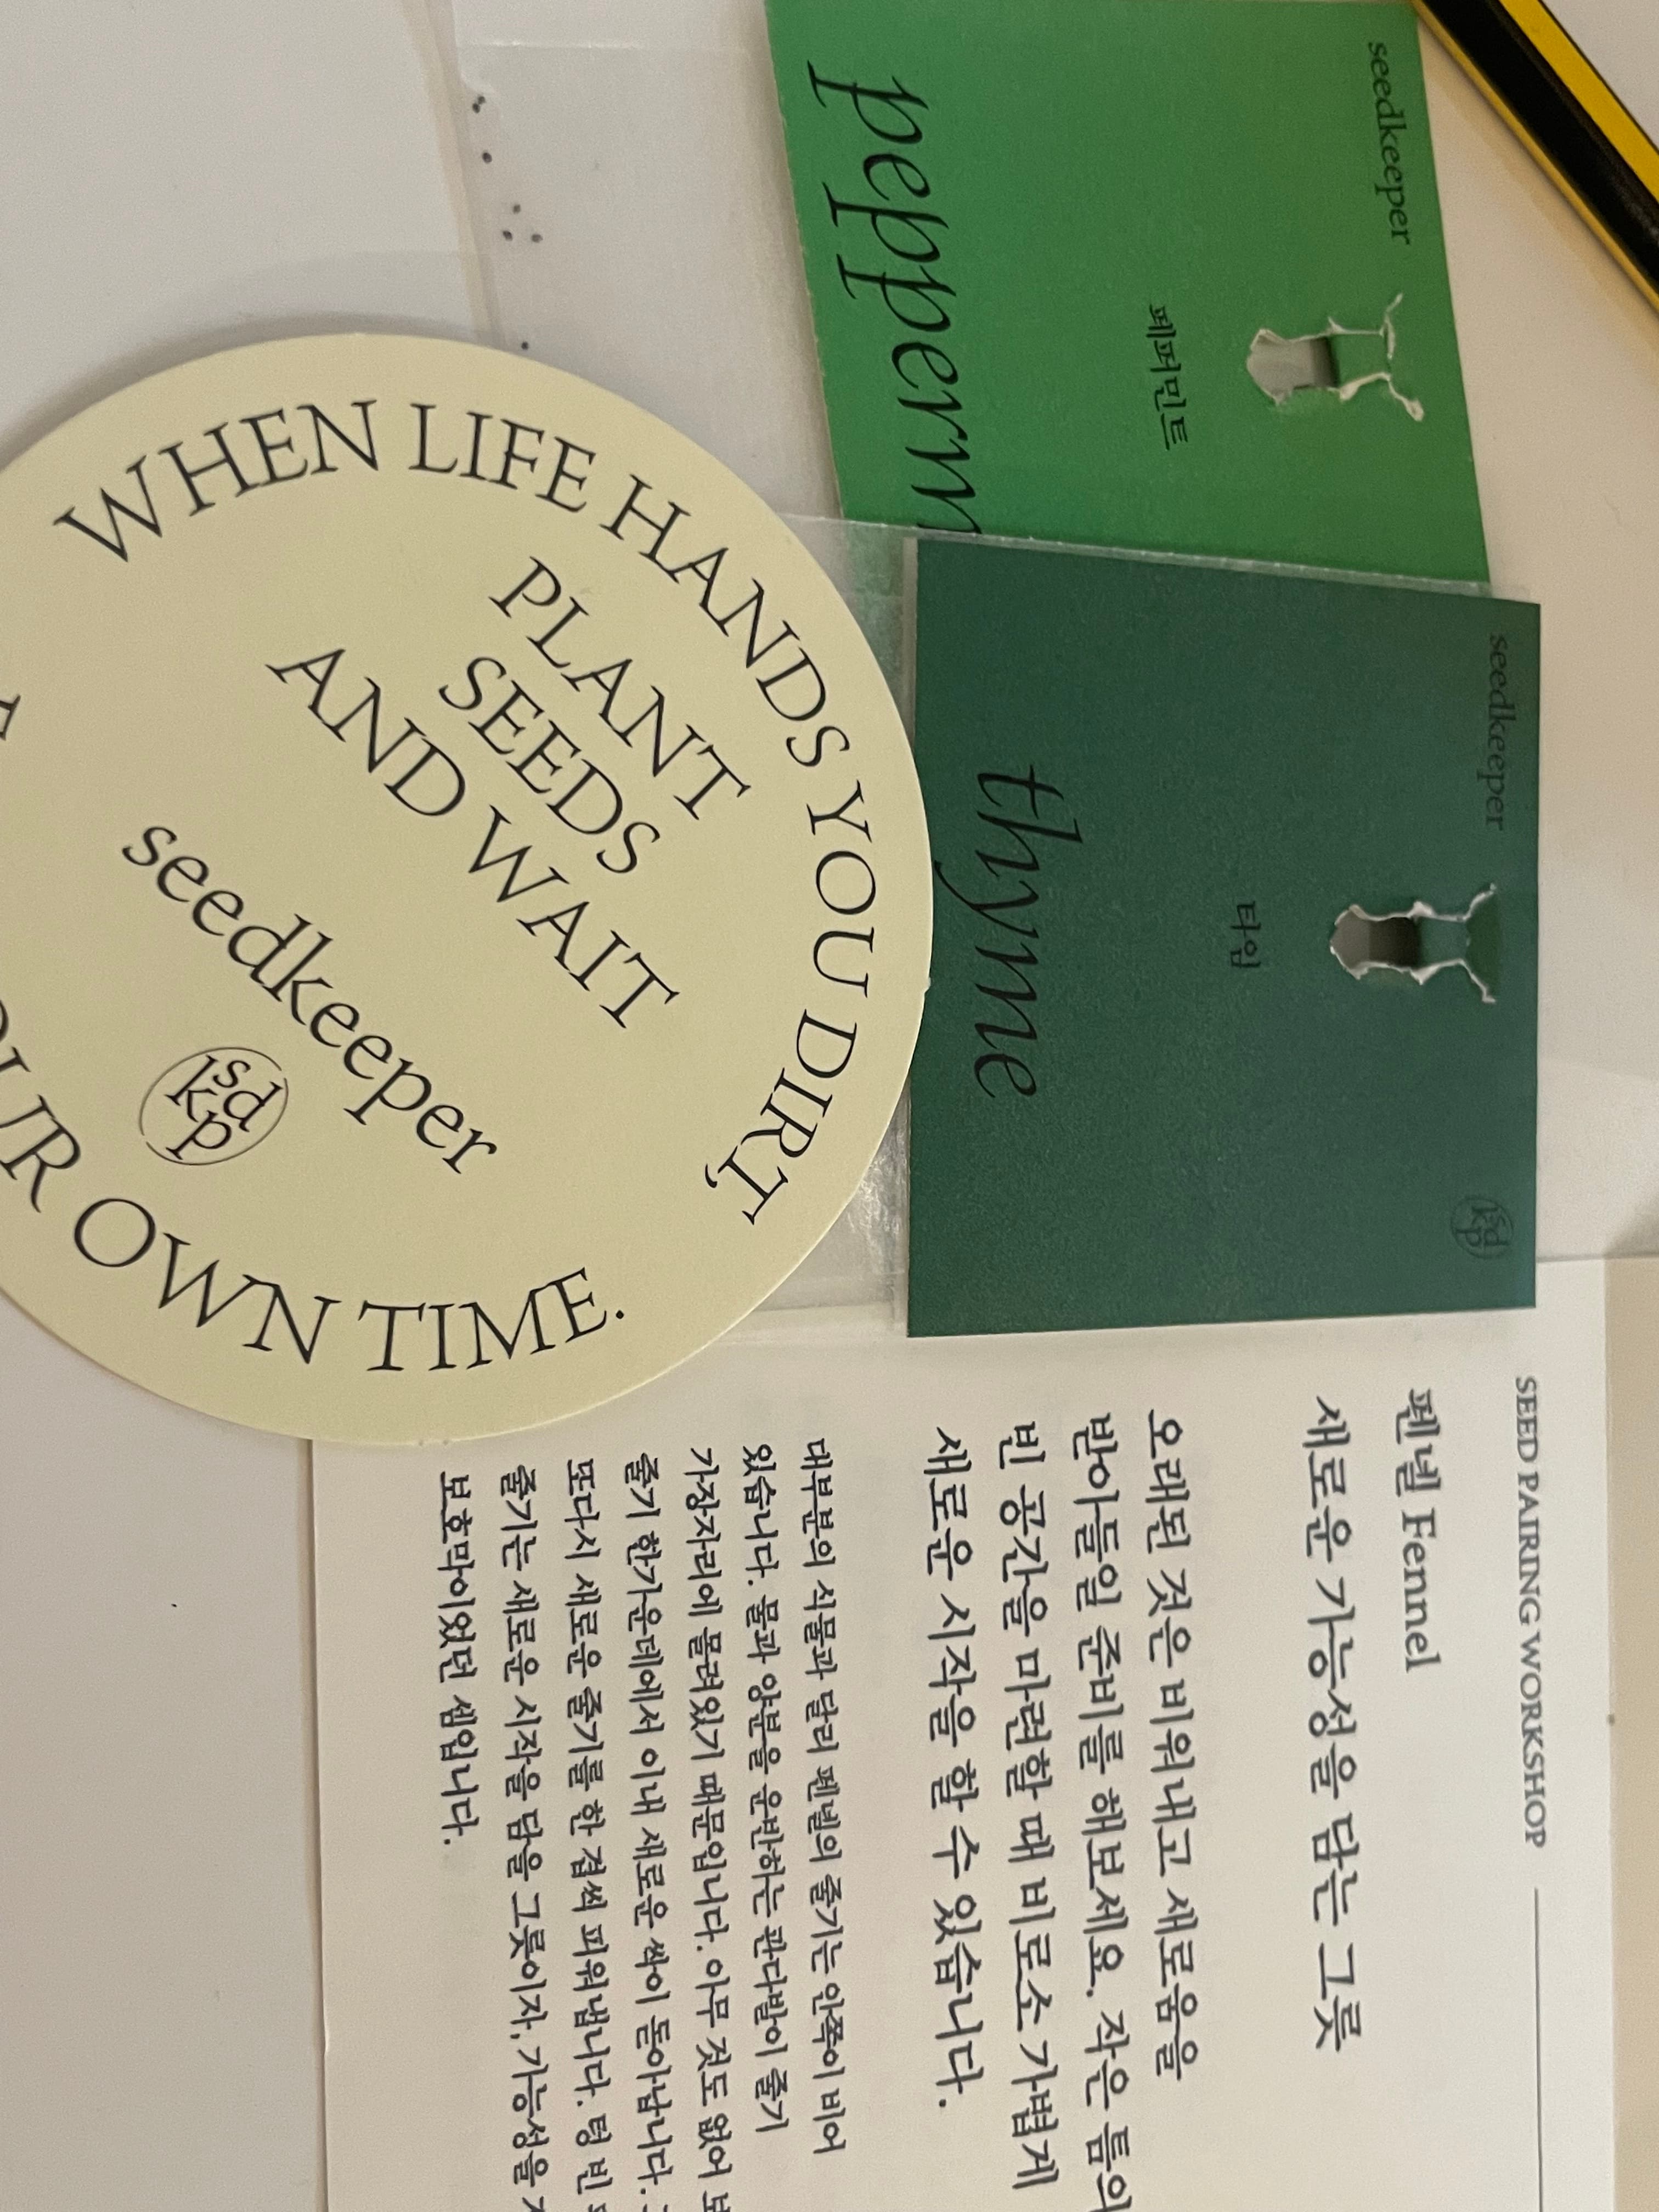 seedkeeper
페퍼민트
pepperm
seedkeeper
sd
kp
타임
thyme
WHEN LIFE HANDS YOU DIRT,
PLANT
SEEDS
AND WAIT
seedkeeper
sd
kp
OWN TIME.
SEED PAIRING WORKSHOP
펜넬 Fennel
새로운 가능성을 담는 그릇
오래된 것은 비워내고 새로움을
받아들일 준비를 해보세요. 작은 틈의
빈 공간을 마련할 때 비로소 가볍게
새로운 시작을 할 수 있습니다.
대부분의 식물과 달리 펜넬의 줄기는 안쪽이 비어
있습니다. 물과 양분을 운반하는 관다발이 줄기
가장자리에 몰려있기 때문입니다. 아무 것도 없어
줄기 한가운데에서 이내 새로운 싹이 돋아납니다.
또다시 새로운 줄기를 한 겹씩 피워냅니다. 텅 빈
줄기는 새로운 시작을 담을 그릇이자, 가능성을
보호막이었던 셈입니다.